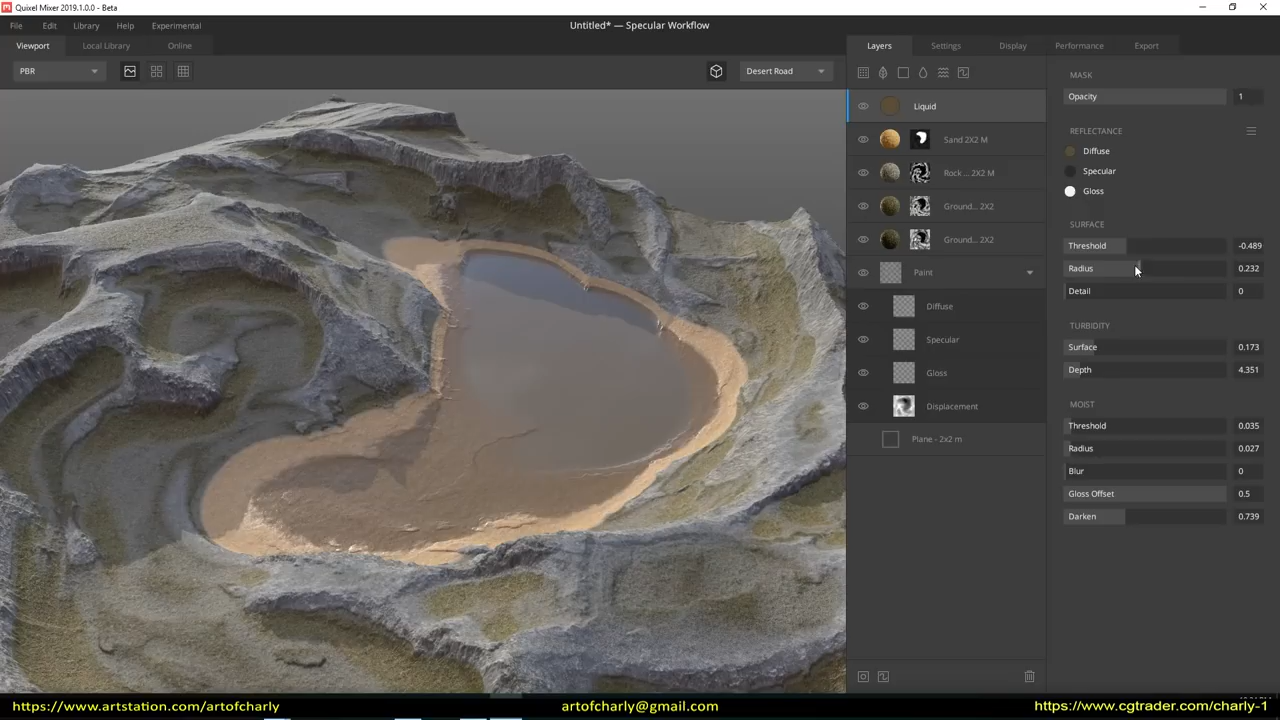 Quixel Mixer 2019.1.0.0 - Beta
File Edit Library Help Experimental
Untitled* — Specular Workflow
Viewport Local Library Online
Layers Settings Display Performance Export
PBR
Desert Road
Liquid
Sand 2X2 M
Rock ... 2X2 M
Ground... 2X2
Ground... 2X2
Paint
Diffuse
Specular
Gloss
Displacement
Plane - 2x2 m
MASK
Opacity 1
REFLECTANCE
Diffuse
Specular
Gloss
SURFACE
Threshold -0.489
Radius 0.232
Detail 0
TURBIDITY
Surface 0.173
Depth 4.351
MOIST
Threshold 0.035
Radius 0.027
Blur 0
Gloss Offset 0.5
Darken 0.739
https://www.artstation.com/artofcharly
artofcharly@gmail.com
https://www.cgtrader.com/charly-1